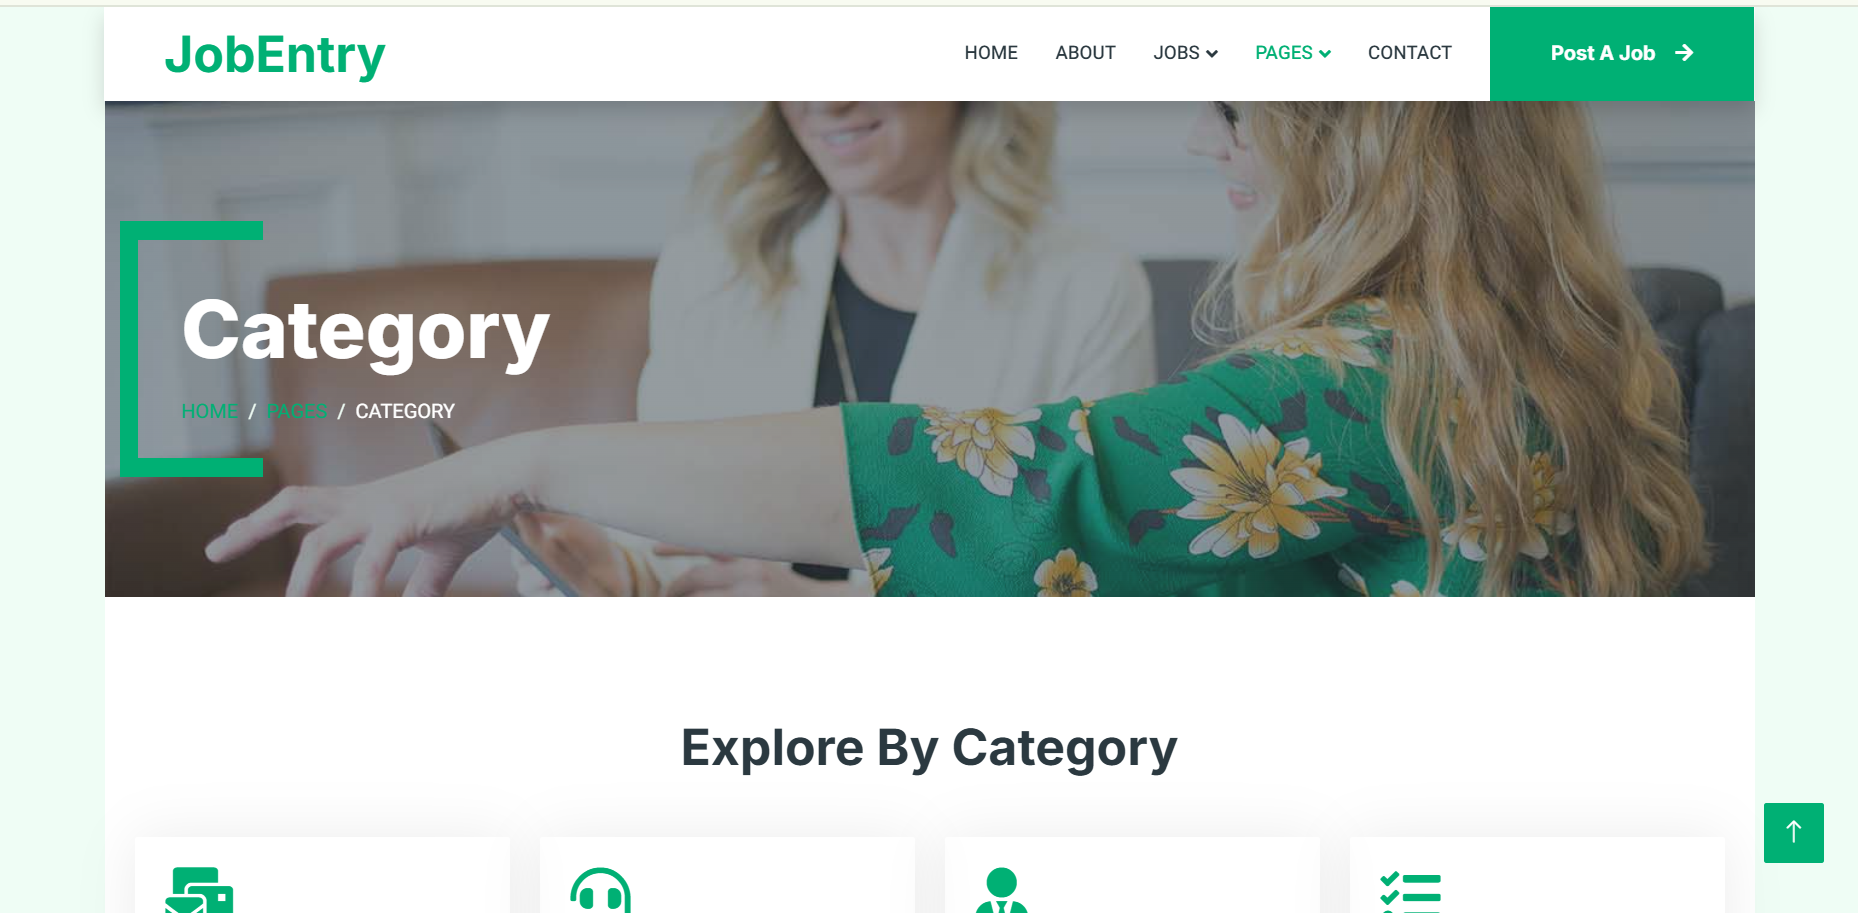 JobEntry
HOME ABOUT JOBS PAGES CONTACT Post A Job
Category
HOME / PAGES / CATEGORY
Explore By Category